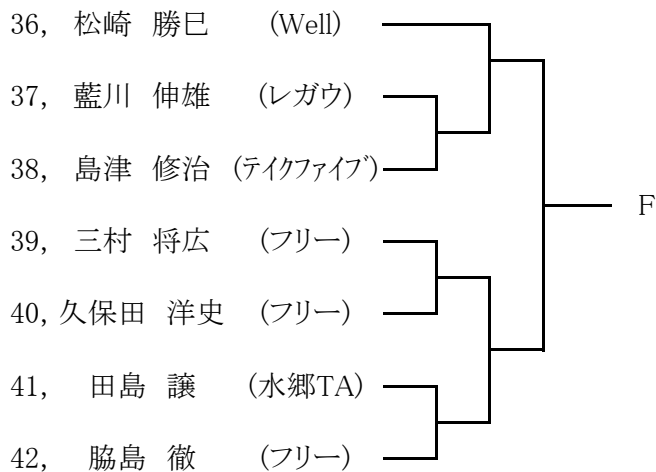 36, 松崎 勝巳 (Well)
37, 藍川 伸雄 (レガウ)
38, 島津 修治 (ﾃｲｸﾌｧｲﾌﾞ)
F
39, 三村 将広 (フリー)
40, 久保田 洋史 (フリー)
41, 田島 譲 (水郷TA)
42, 脇島 徹 (フリー)